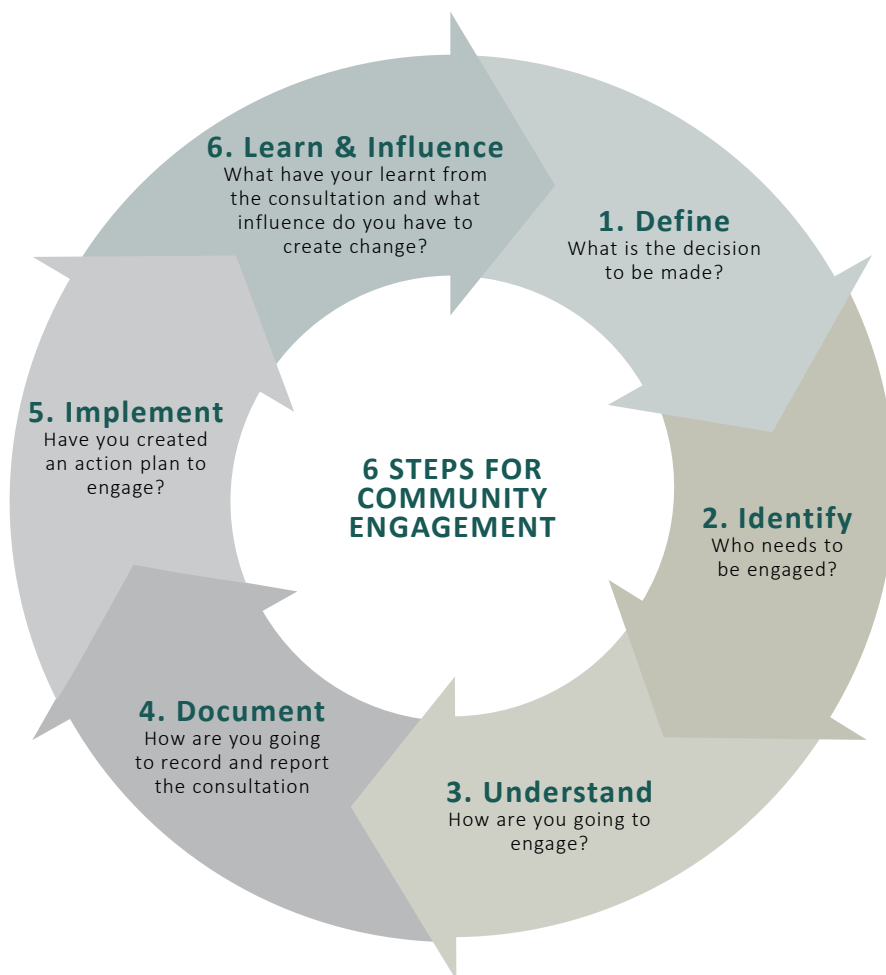 6 STEPS FOR
COMMUNITY
ENGAGEMENT
1. Define
What is the decision
to be made?
2. Identify
Who needs to
be engaged?
3. Understand
How are you going to
engage?
4. Document
How are you going
to record and report
the consultation
5. Implement
Have you created
an action plan to
engage?
6. Learn & Influence
What have your learnt from
the consultation and what
influence do you have to
create change?